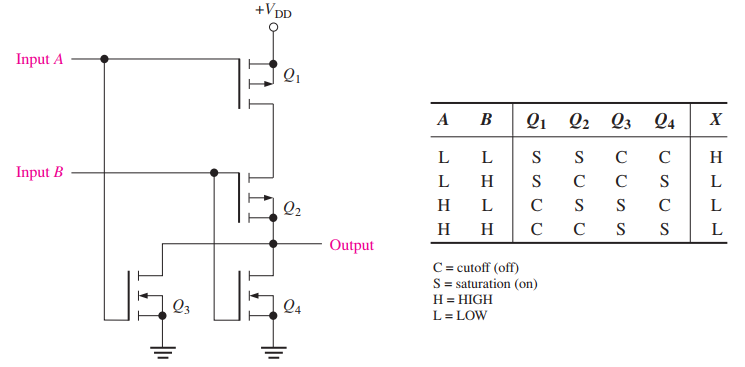 +VDD
Input A
Q1
Input B
Q2
Output
Q3
Q4
A B Q1 Q2 Q3 Q4 X
L L S S C C H
L H S C C S L
H L C S S C L
H H C C S S L
C = cutoff (off)
S = saturation (on)
H = HIGH
L = LOW